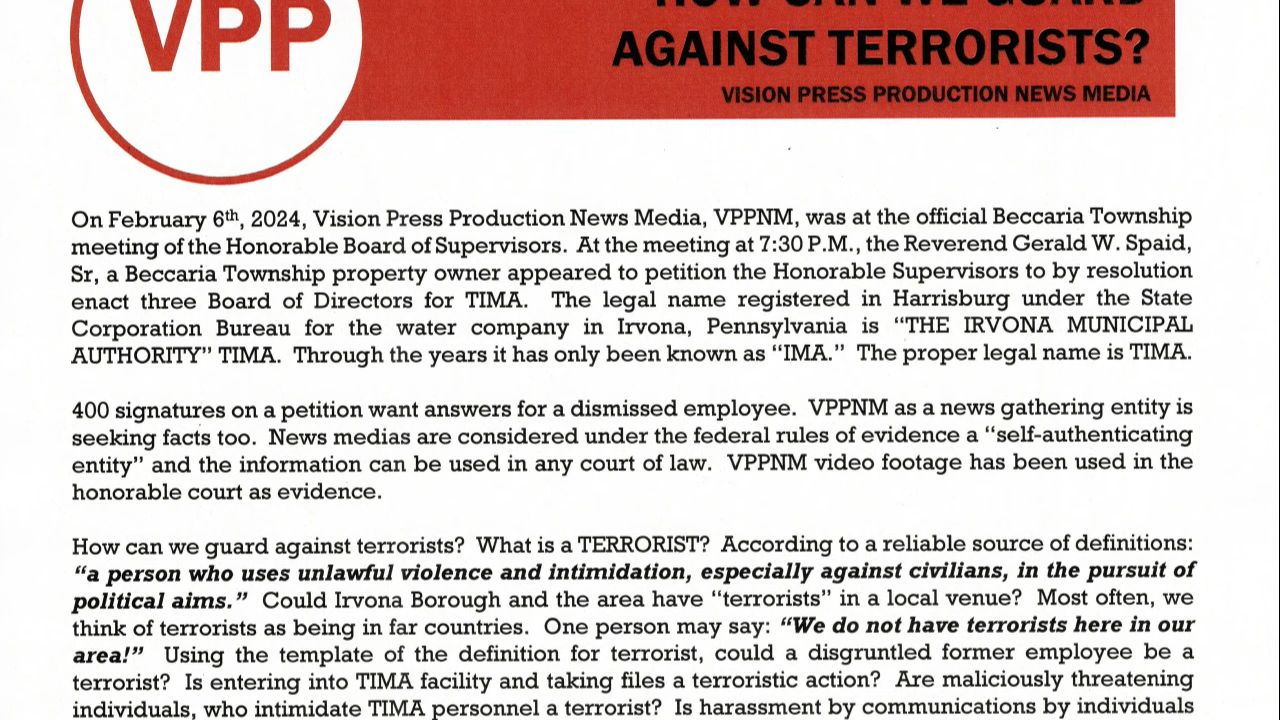 VPP
HOW CAN WE GUARD
AGAINST TERRORISTS?
VISION PRESS PRODUCTION NEWS MEDIA
On February 6th, 2024, Vision Press Production News Media, VPPNM, was at the official Beccaria Township
meeting of the Honorable Board of Supervisors. At the meeting at 7:30 P.M., the Reverend Gerald W. Spaid,
Sr, a Beccaria Township property owner appeared to petition the Honorable Supervisors to by resolution
enact three Board of Directors for TIMA. The legal name registered in Harrisburg under the State
Corporation Bureau for the water company in Irvona, Pennsylvania is “THE IRVONA MUNICIPAL
AUTHORITY” TIMA. Through the years it has only been known as “IMA.” The proper legal name is TIMA.
400 signatures on a petition want answers for a dismissed employee. VPPNM as a news gathering entity is
seeking facts too. News medias are considered under the federal rules of evidence a “self-authenticating
entity” and the information can be used in any court of law. VPPNM video footage has been used in the
honorable court as evidence.
How can we guard against terrorists? What is a TERRORIST? According to a reliable source of definitions:
“a person who uses unlawful violence and intimidation, especially against civilians, in the pursuit of
political aims.” Could Irvona Borough and the area have “terrorists” in a local venue? Most often, we
think of terrorists as being in far countries. One person may say: “We do not have terrorists here in our
area!” Using the template of the definition for terrorist, could a disgruntled former employee be a
terrorist? Is entering into TIMA facility and taking files a terroristic action? Are maliciously threatening
individuals, who intimidate TIMA personnel a terrorist? Is harassment by communications by individuals